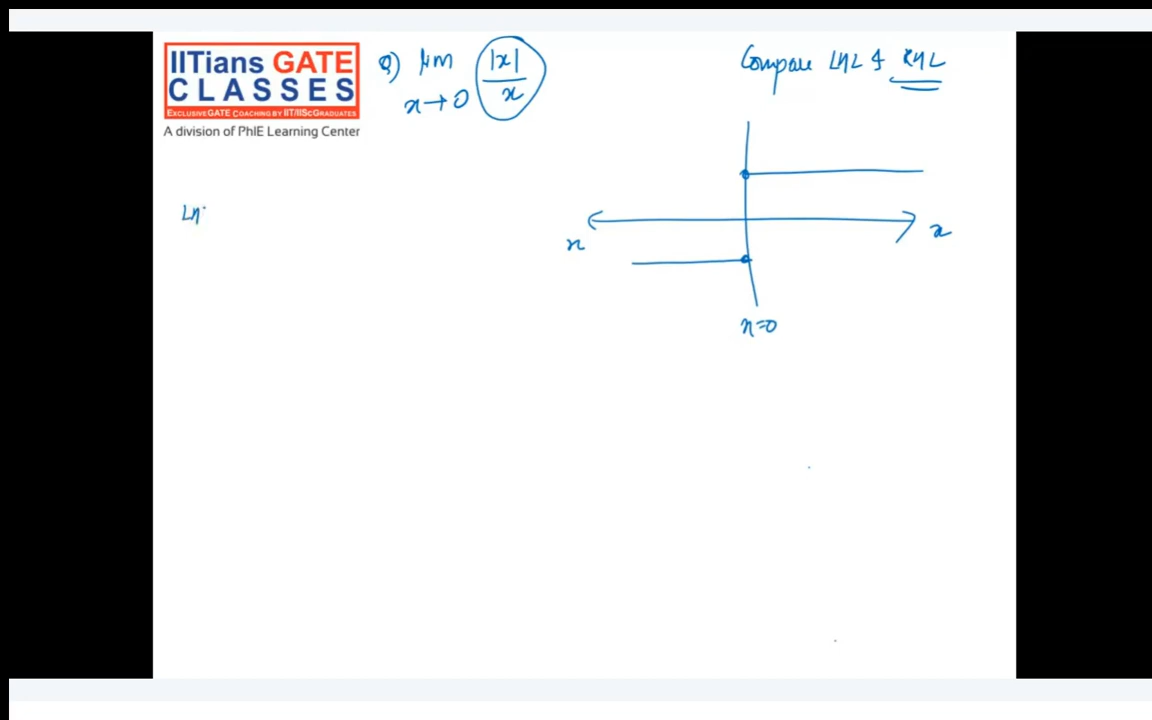 IITians GATE
CLASSES
EXCLUSIVE GATE COACHING BY IIT/IISc GRADUATES
A division of PhIE Learning Center
Q) lim |x|/x
x→0
Compare LHL & RHL
x
x
x=0
LH